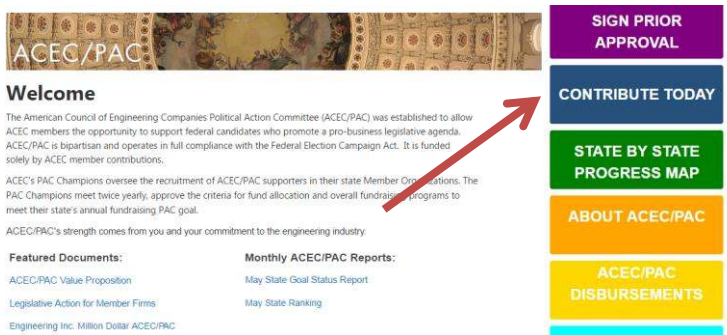 ACEC/PAC
Welcome
The American Council of Engineering Companies Political Action Committee (ACEC/PAC) was established to allow
ACEC members the opportunity to support federal candidates who promote a pro-business legislative agenda.
ACEC/PAC is bipartisan and operates in full compliance with the Federal Election Campaign Act. It is funded
solely by ACEC member contributions.
ACEC's PAC Champions oversee the recruitment of ACEC/PAC supporters in their state Member Organizations. The
PAC Champions meet twice yearly, approve the criteria for fund allocation and overall fundraising programs to
meet their state's annual fundraising PAC goal.
ACEC/PAC's strength comes from you and your commitment to the engineering industry.
Featured Documents:
ACEC/PAC Value Proposition
Legislative Action for Member Firms
Engineering Inc. Million Dollar ACEC/PAC
Monthly ACEC/PAC Reports:
May State Goal Status Report
May State Ranking
SIGN PRIOR
APPROVAL
CONTRIBUTE TODAY
STATE BY STATE
PROGRESS MAP
ABOUT ACEC/PAC
ACEC/PAC
DISBURSEMENTS